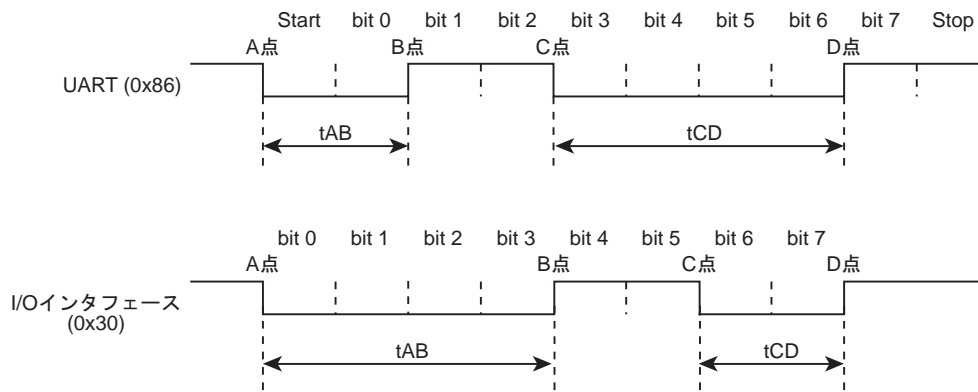 Start bit 0 bit 1 bit 2 bit 3 bit 4 bit 5 bit 6 bit 7 Stop
A点 B点 C点 D点
UART (0x86)
tAB tCD
bit 0 bit 1 bit 2 bit 3 bit 4 bit 5 bit 6 bit 7
A点 B点 C点 D点
I/Oインタフェース
(0x30)
tAB tCD